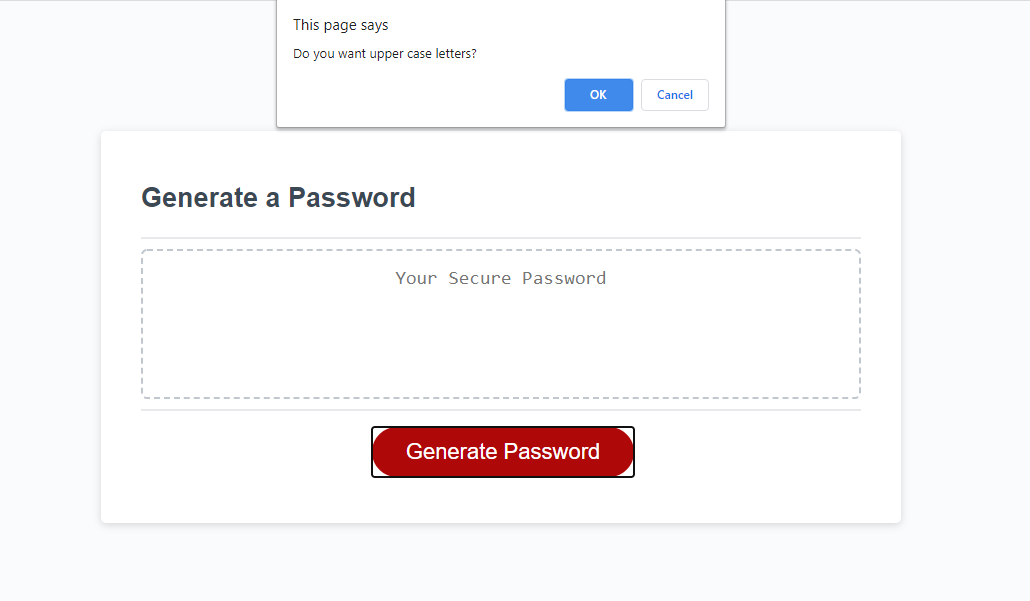 This page says
Do you want upper case letters?
OK
Cancel
Generate a Password
Your Secure Password
Generate Password